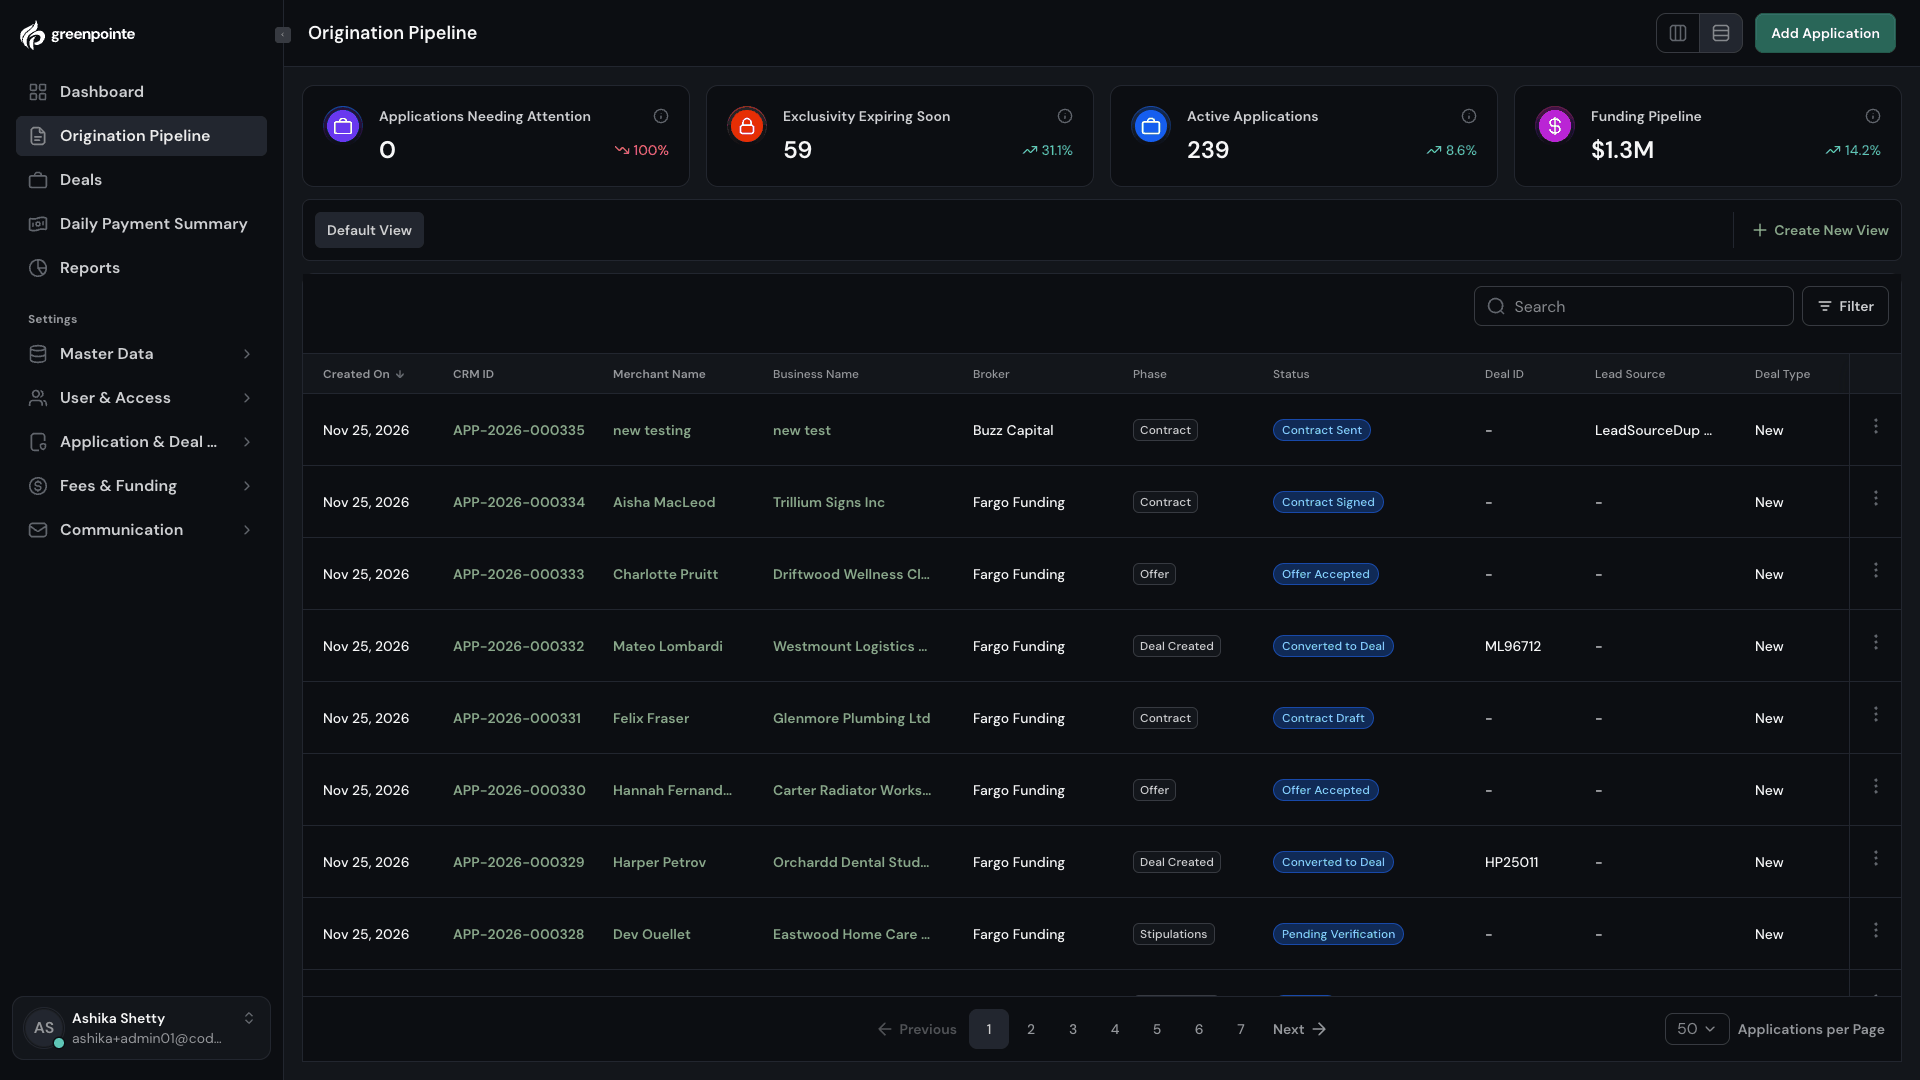 greenpointe
Dashboard
Origination Pipeline
Deals
Daily Payment Summary
Reports
Settings
Master Data
User & Access
Application & Deal ...
Fees & Funding
Communication
AS
Ashika Shetty
ashika+admin01@cod...
Origination Pipeline
Add Application
Applications Needing Attention
0
100%
Exclusivity Expiring Soon
59
31.1%
Active Applications
239
8.6%
Funding Pipeline
$1.3M
14.2%
Default View
Create New View
Search
Filter
Created On CRM ID Merchant Name Business Name Broker Phase Status Deal ID Lead Source Deal Type
Nov 25, 2026 APP-2026-000335 new testing new test Buzz Capital Contract Contract Sent - LeadSourceDup ... New
Nov 25, 2026 APP-2026-000334 Aisha MacLeod Trillium Signs Inc Fargo Funding Contract Contract Signed - - New
Nov 25, 2026 APP-2026-000333 Charlotte Pruitt Driftwood Wellness Cl... Fargo Funding Offer Offer Accepted - - New
Nov 25, 2026 APP-2026-000332 Mateo Lombardi Westmount Logistics ... Fargo Funding Deal Created Converted to Deal ML96712 - New
Nov 25, 2026 APP-2026-000331 Felix Fraser Glenmore Plumbing Ltd Fargo Funding Contract Contract Draft - - New
Nov 25, 2026 APP-2026-000330 Hannah Fernand... Carter Radiator Works... Fargo Funding Offer Offer Accepted - - New
Nov 25, 2026 APP-2026-000329 Harper Petrov Orchardd Dental Stud... Fargo Funding Deal Created Converted to Deal HP25011 - New
Nov 25, 2026 APP-2026-000328 Dev Ouellet Eastwood Home Care ... Fargo Funding Stipulations Pending Verification - - New
Previous 1 2 3 4 5 6 7 Next
50 Applications per Page